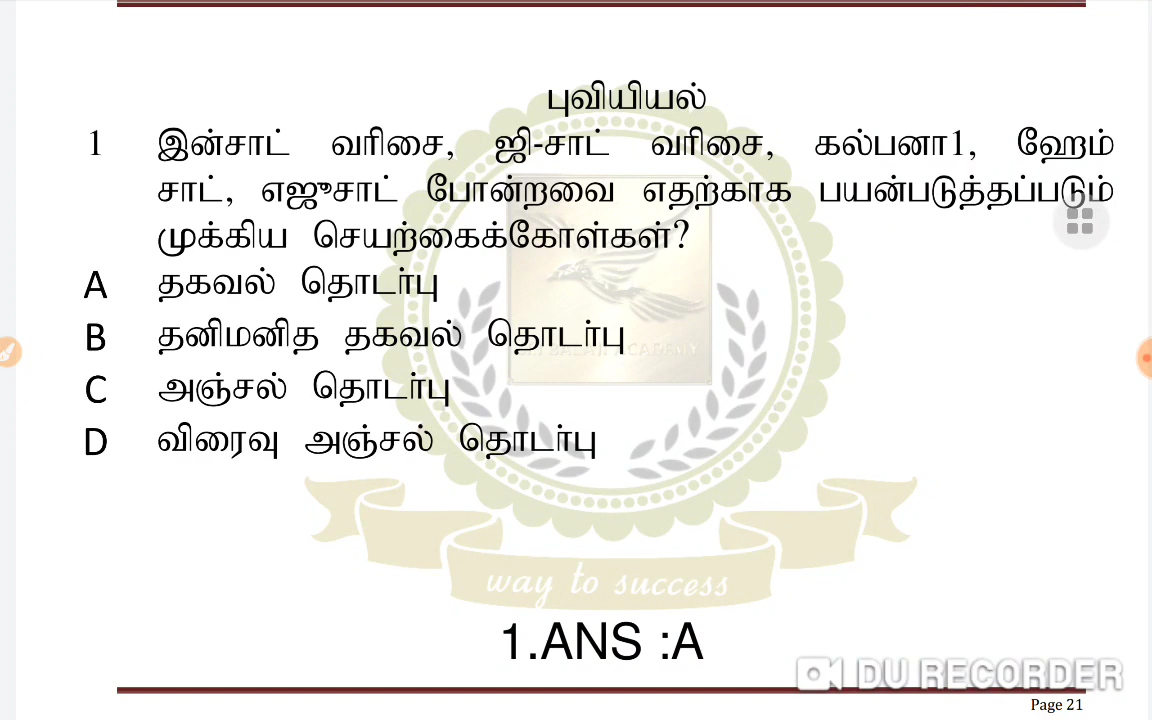 புவியியல்
1 இன்சாட் வரிசை, ஜி-சாட் வரிசை, கல்பனா1, ஹேம்
சாட், எஜுசாட் போன்றவை எதற்காக பயன்படுத்தப்படும்
முக்கிய செயற்கைக்கோள்கள்?
A தகவல் தொடர்பு
B தனிமனித தகவல் தொடர்பு
ACADEMY
C அஞ்சல் தொடர்பு
D விரைவு அஞ்சல் தொடர்பு
way to success
1.ANS :A
DU RECORDER
Page 21